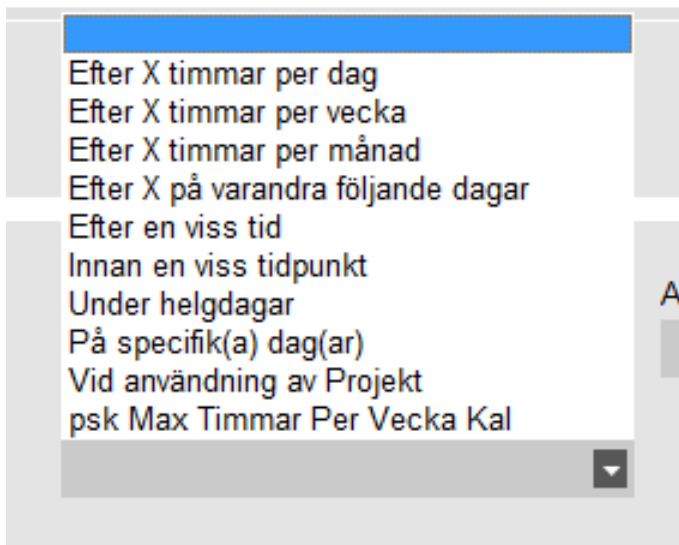 Efter X timmar per dag
Efter X timmar per vecka
Efter X timmar per månad
Efter X på varandra följande dagar
Efter en viss tid
Innan en viss tidpunkt
Under helgdagar
På specifik(a) dag(ar)
Vid användning av Projekt
psk Max Timmar Per Vecka Kal
A